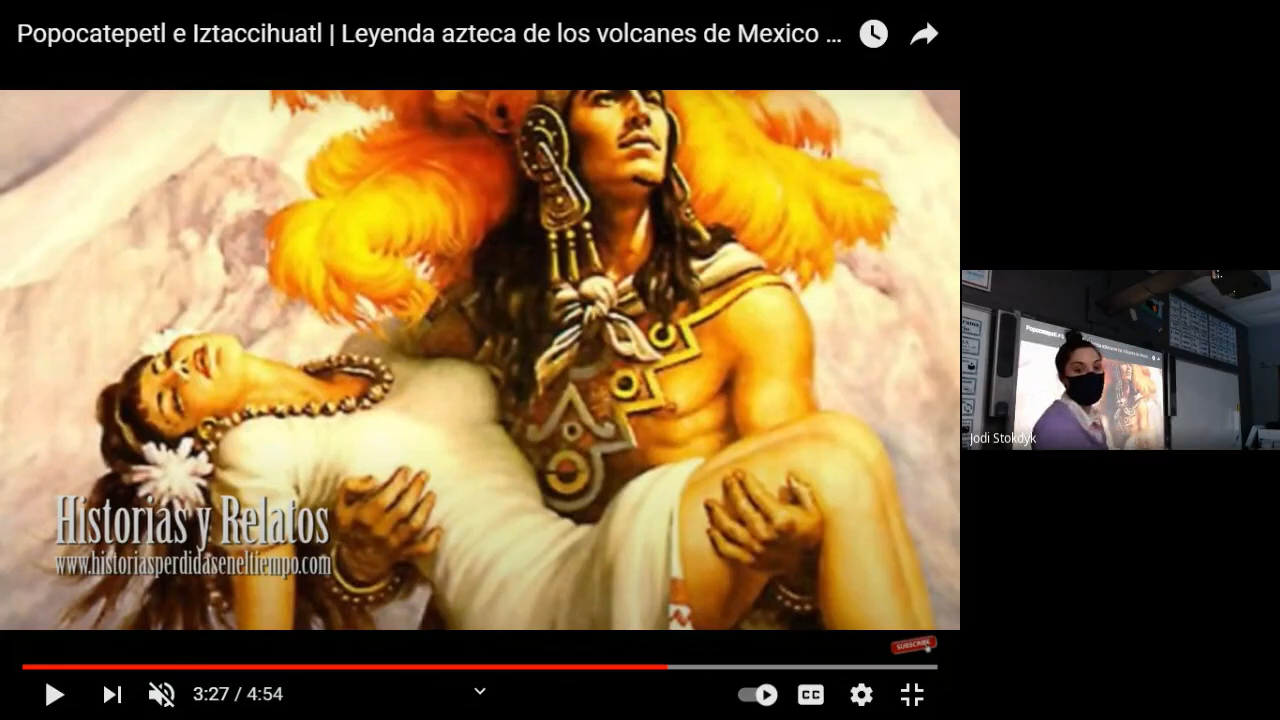 Popocatepetl e Iztaccihuatl | Leyenda azteca de los volcanes de Mexico ...
Historias y Relatos
www.historiasperdidaseneltiempo.com
Jodi Stokdyk
SUBSCRIBE
3:27 / 4:54
CC